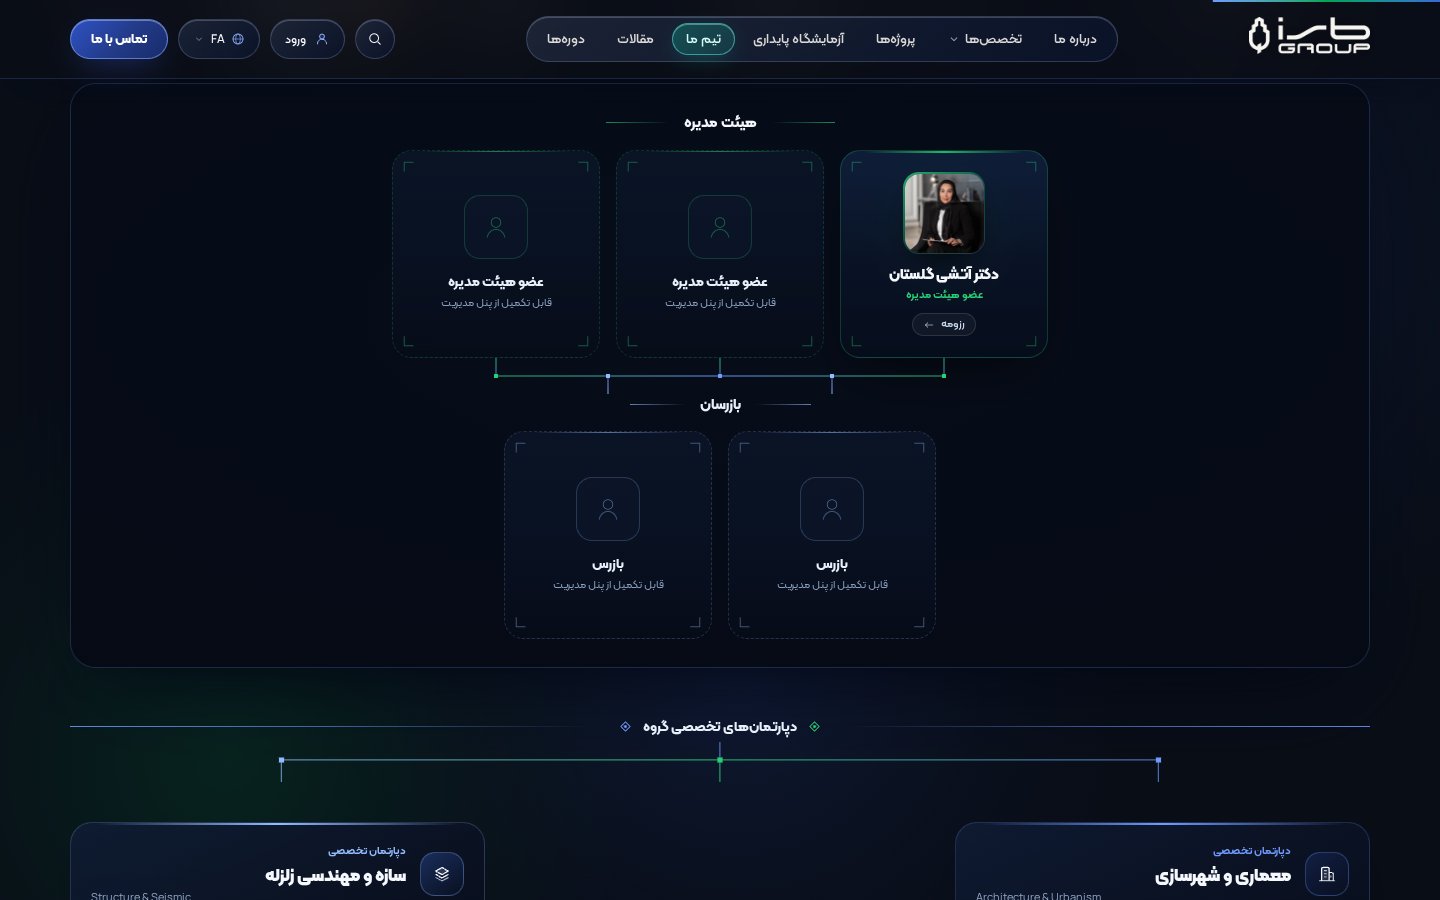 irsa
GROUP
درباره ما
تخصص‌ها
پروژه‌ها
آزمایشگاه پایداری
تیم ما
مقالات
دوره‌ها
ورود
FA
تماس با ما
هیئت مدیره
دکتر آتشی گلستان
عضو هیئت مدیره
رزومه ←
عضو هیئت مدیره
قابل تکمیل از پنل مدیریت
عضو هیئت مدیره
قابل تکمیل از پنل مدیریت
بازرسان
بازرس
قابل تکمیل از پنل مدیریت
بازرس
قابل تکمیل از پنل مدیریت
دپارتمان‌های تخصصی گروه
دپارتمان تخصصی
معماری و شهرسازی
Architecture & Urbanism
دپارتمان تخصصی
سازه و مهندسی زلزله
Structure & Seismic